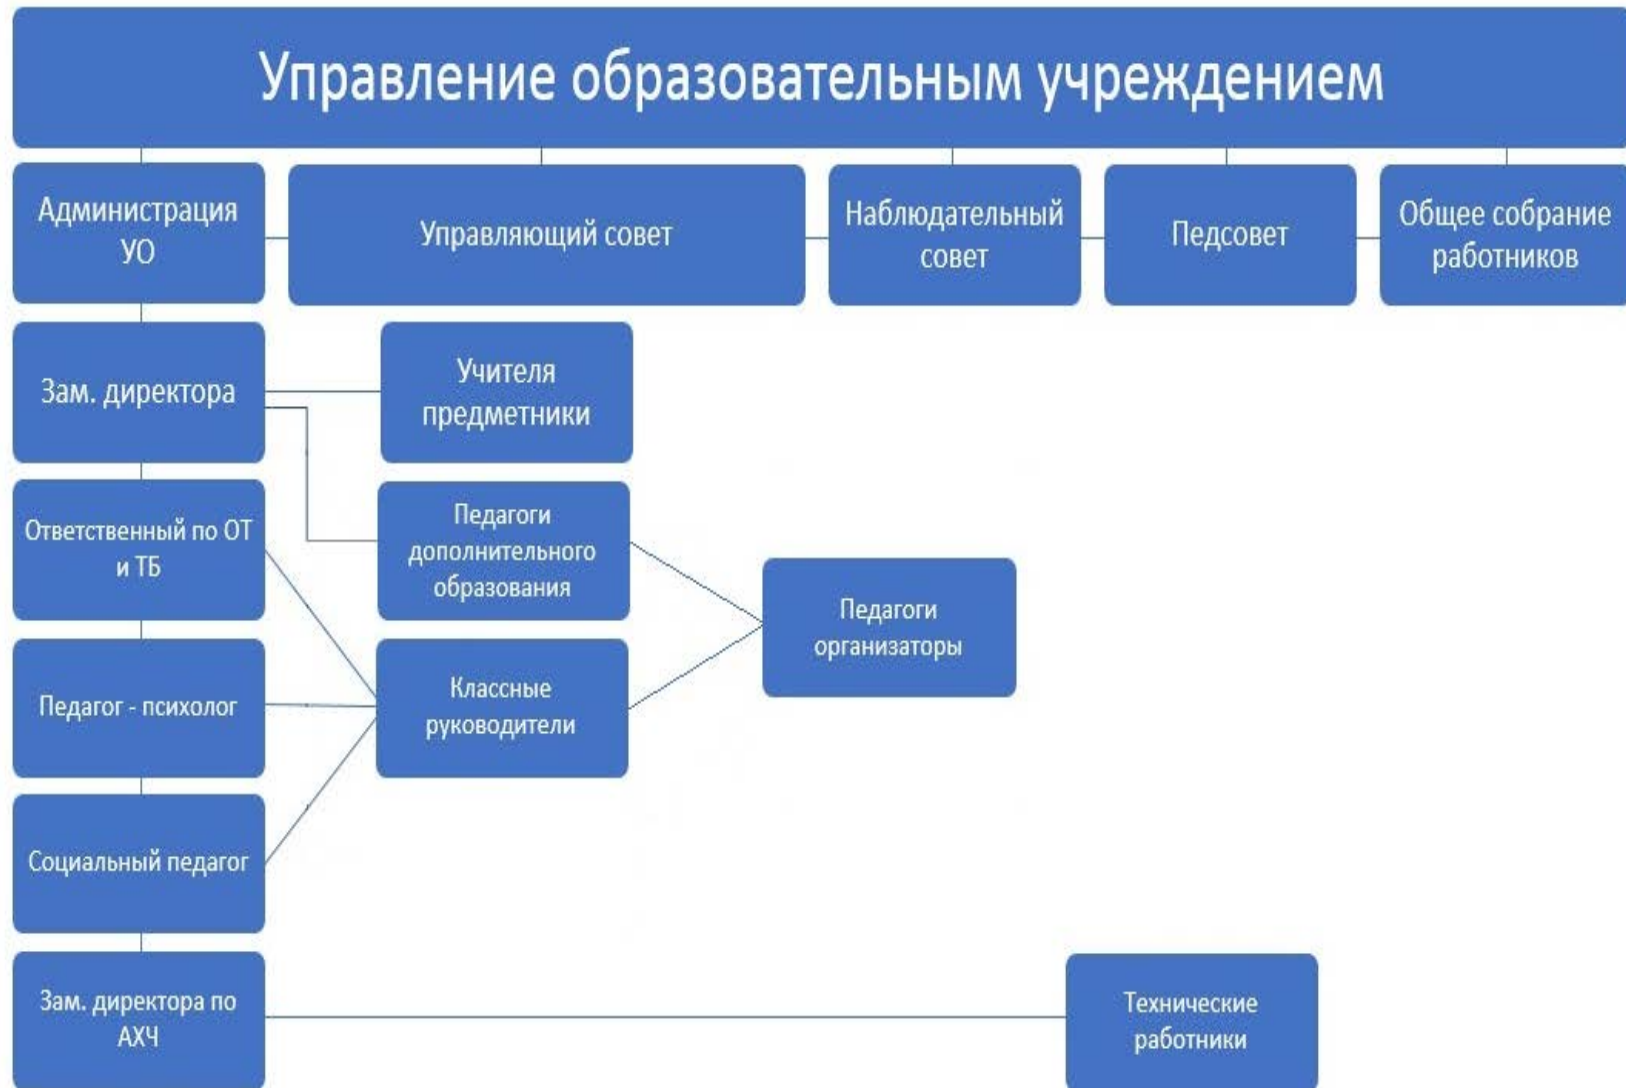 Управление образовательным учреждением
Администрация
УО
Управляющий совет
Наблюдательный
совет
Педсовет
Общее собрание
работников
Зам. директора
Учителя
предметники
Ответственный по ОТ
и ТБ
Педагоги
дополнительного
образования
Педагоги
организаторы
Педагог - психолог
Классные
руководители
Социальный педагог
Зам. директора по
АХЧ
Технические
работники